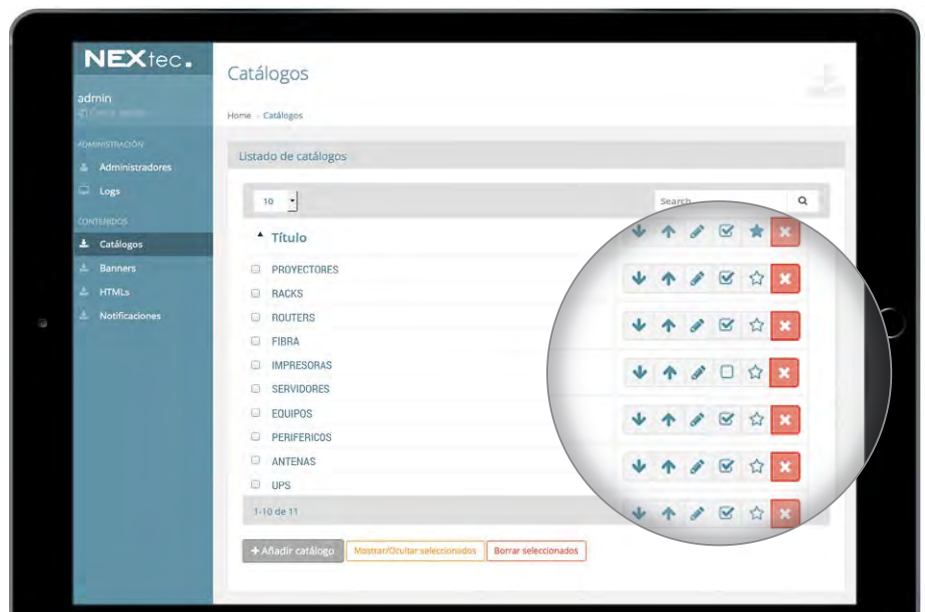 NEXtec.
admin
Cerrar sesión
ADMINISTRACIÓN
Administradores
Logs
CONTENIDOS
Catálogos
Banners
HTMLs
Notificaciones
Catálogos
Home > Catálogos
Listado de catálogos
10
Search
Título
PROYECTORES
RACKS
ROUTERS
FIBRA
IMPRESORAS
SERVIDORES
EQUIPOS
PERIFERICOS
ANTENAS
UPS
1-10 de 11
+ Añadir catálogo
Mostrar/Ocultar seleccionados
Borrar seleccionados